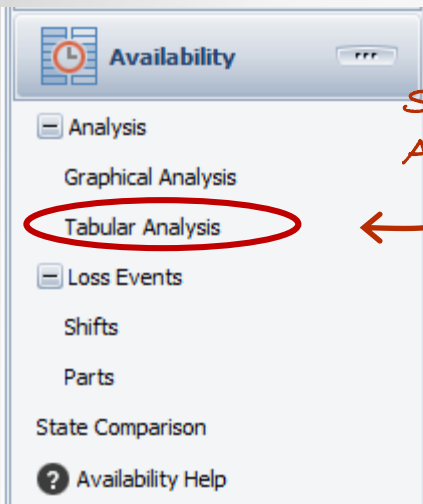 Availability
Analysis
Graphical Analysis
Tabular Analysis
Loss Events
Shifts
Parts
State Comparison
? Availability Help